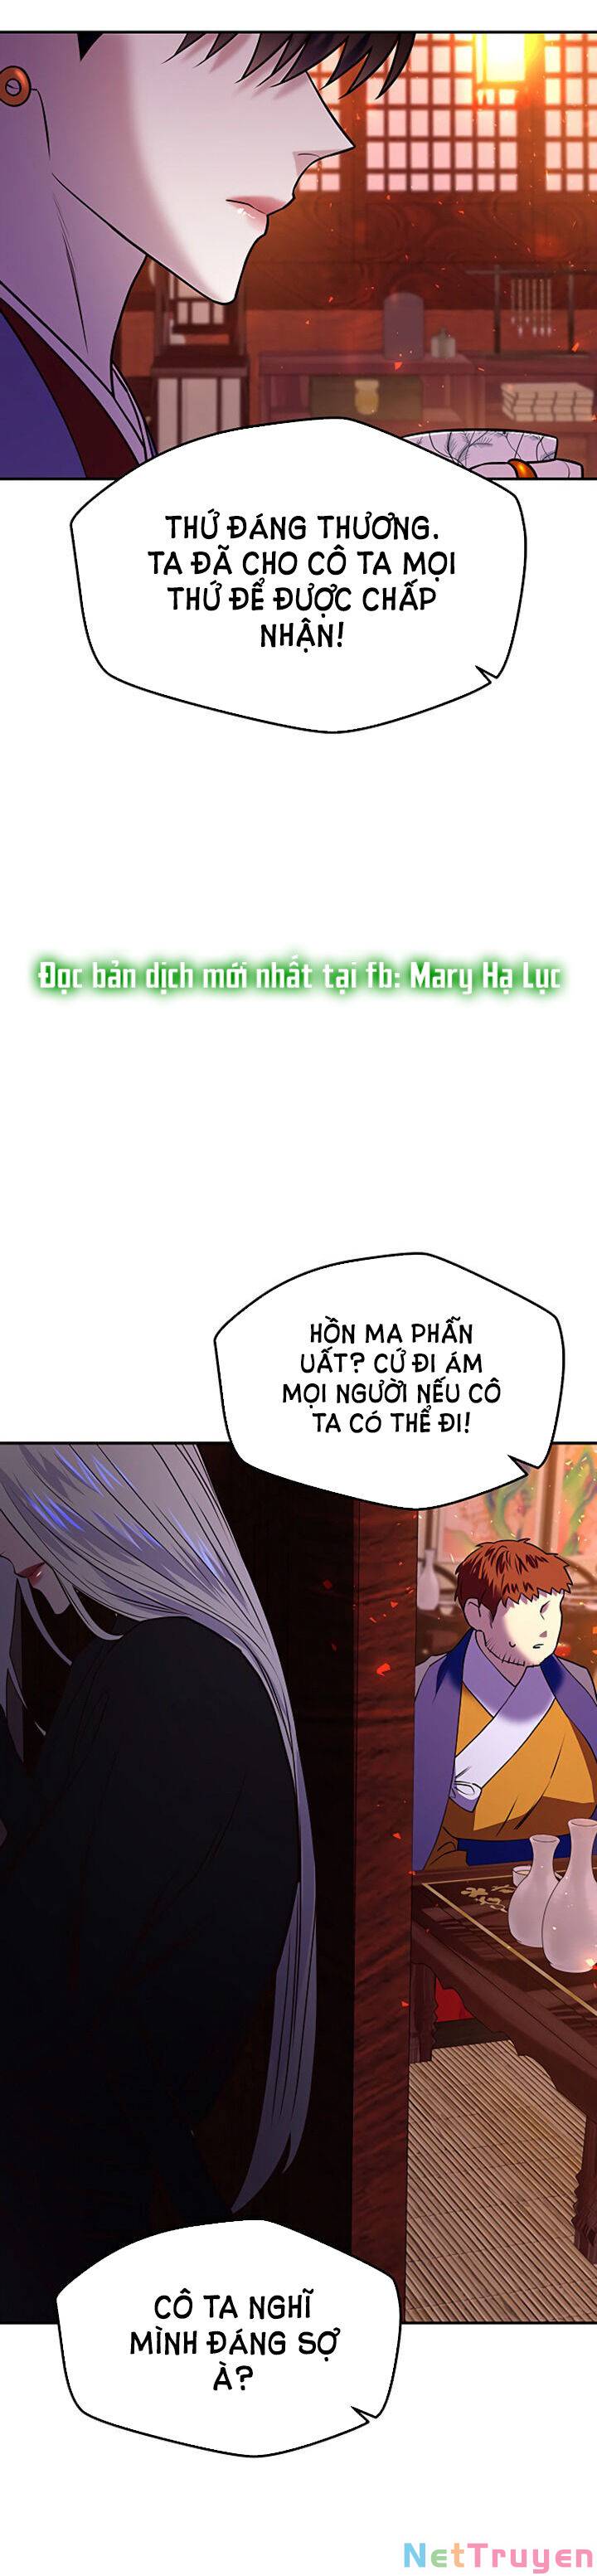 THỨ ĐÁNG THƯƠNG.
TA ĐÃ CHO CÔ TA MỌI
THỨ ĐỂ ĐƯỢC CHẤP
NHẬN!
Đọc bản dịch mới nhất tại fb: Mary Hạ Lục
HỒN MA PHẪN
UẤT? CỨ ĐI ÁM
MỌI NGƯỜI NẾU CÔ
TA CÓ THỂ ĐI!
CÔ TA NGHĨ
MÌNH ĐÁNG SỢ
À?
NetTruyen